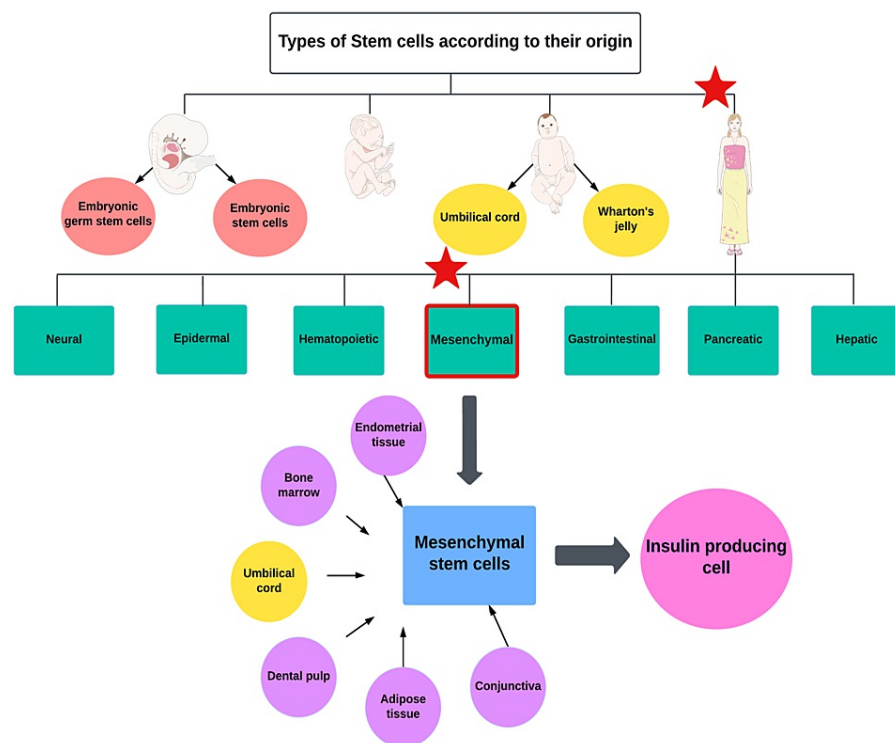 Types of Stem cells according to their origin
Embryonic
germ stem cells
Embryonic
stem cells
Umbilical cord
Wharton's
jelly
Neural
Epidermal
Hematopoietic
Mesenchymal
Gastrointestinal
Pancreatic
Hepatic
Endometrial
tissue
Bone
marrow
Umbilical
cord
Dental pulp
Adipose
tissue
Conjunctiva
Mesenchymal
stem cells
Insulin producing
cell